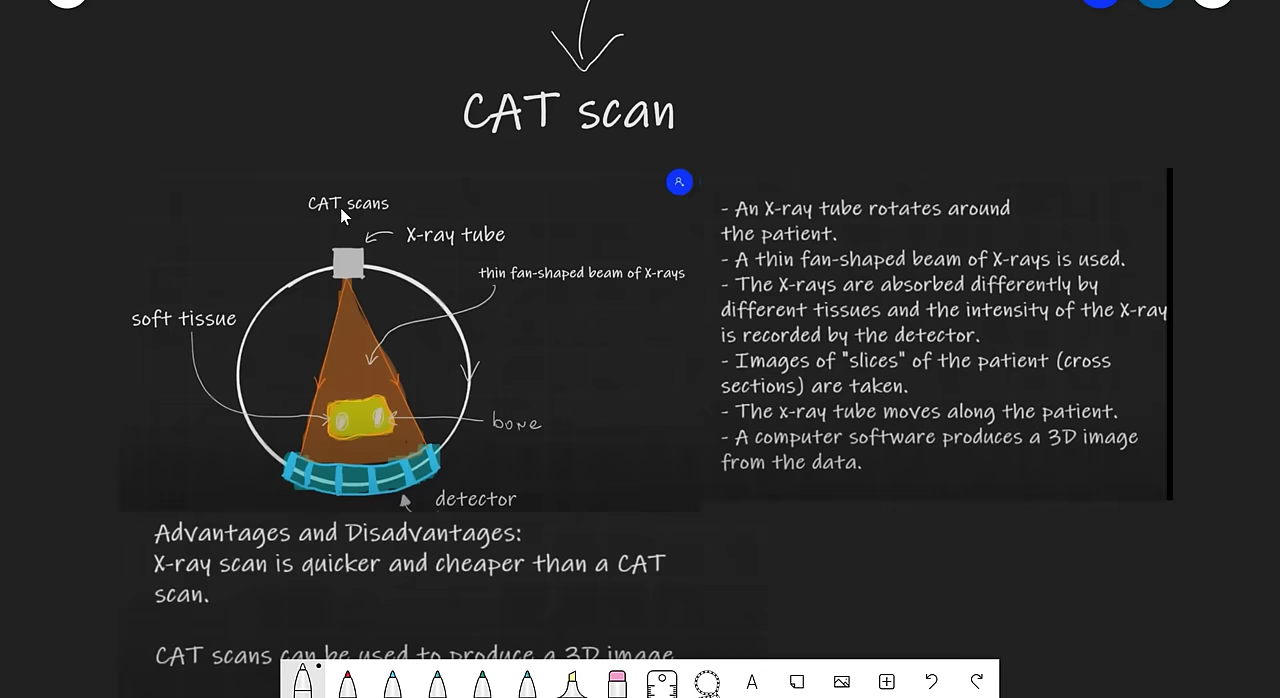 CAT scan
CAT scans
X-ray tube
thin fan-shaped beam of X-rays
soft tissue
bone
detector
- An X-ray tube rotates around
the patient.
- A thin fan-shaped beam of X-rays is used.
- The X-rays are absorbed differently by
different tissues and the intensity of the X-ray
is recorded by the detector.
- Images of "slices" of the patient (cross
sections) are taken.
- The x-ray tube moves along the patient.
- A computer software produces a 3D image
from the data.
Advantages and Disadvantages:
X-ray scan is quicker and cheaper than a CAT
scan.
CAT scans can be used to produce a 3D image
A